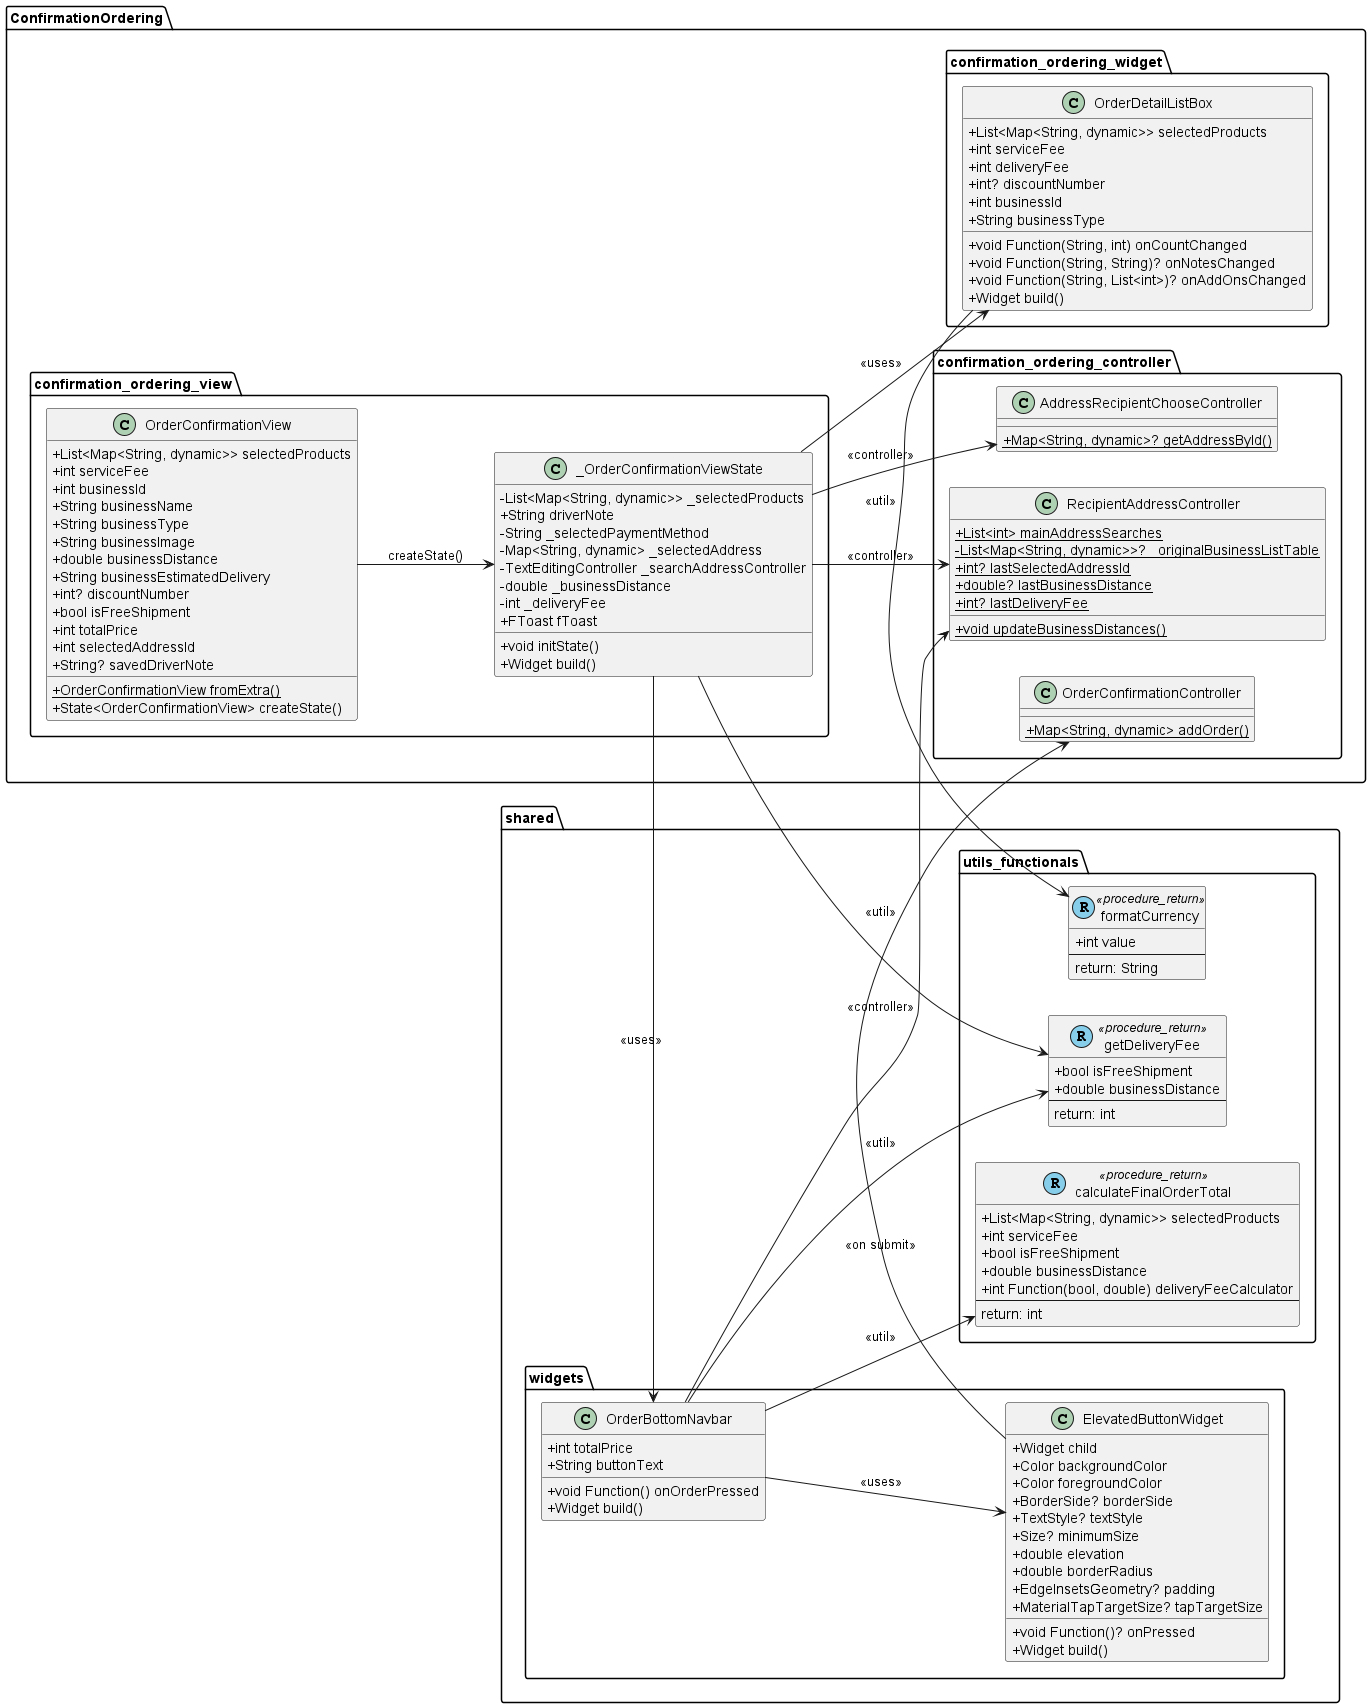 ConfirmationOrdering
confirmation_ordering_widget
C OrderDetailListBox
+List<Map<String, dynamic>> selectedProducts
+int serviceFee
+int deliveryFee
+int? discountNumber
+int businessId
+String businessType
+void Function(String, int) onCountChanged
+void Function(String, String)? onNotesChanged
+void Function(String, List<int>)? onAddOnsChanged
+Widget build()
«uses»
confirmation_ordering_controller
C AddressRecipientChooseController
+Map<String, dynamic>? getAddressById()
«controller»
«util»
C RecipientAddressController
+List<int> mainAddressSearches
-List<Map<String, dynamic>>? _originalBusinessListTable
+int? lastSelectedAddressId
+double? lastBusinessDistance
+int? lastDeliveryFee
+void updateBusinessDistances()
«controller»
C OrderConfirmationController
+Map<String, dynamic> addOrder()
confirmation_ordering_view
C OrderConfirmationView
+List<Map<String, dynamic>> selectedProducts
+int serviceFee
+int businessId
+String businessName
+String businessType
+String businessImage
+double businessDistance
+String businessEstimatedDelivery
+int? discountNumber
+bool isFreeShipment
+int totalPrice
+int selectedAddressId
+String? savedDriverNote
+OrderConfirmationView fromExtra()
+State<OrderConfirmationView> createState()
createState()
C _OrderConfirmationViewState
-List<Map<String, dynamic>> _selectedProducts
+String driverNote
-String _selectedPaymentMethod
-Map<String, dynamic> _selectedAddress
-TextEditingController _searchAddressController
-double _businessDistance
-int _deliveryFee
+FToast fToast
+void initState()
+Widget build()
shared
utils_functionals
R «procedure_return»
formatCurrency
+int value
return: String
«util»
«controller»
«uses»
R «procedure_return»
getDeliveryFee
+bool isFreeShipment
+double businessDistance
return: int
«util»
R «procedure_return»
calculateFinalOrderTotal
+List<Map<String, dynamic>> selectedProducts
+int serviceFee
+bool isFreeShipment
+double businessDistance
+int Function(bool, double) deliveryFeeCalculator
return: int
«on submit»
«util»
widgets
C OrderBottomNavbar
+int totalPrice
+String buttonText
+void Function() onOrderPressed
+Widget build()
«uses»
C ElevatedButtonWidget
+Widget child
+Color backgroundColor
+Color foregroundColor
+BorderSide? borderSide
+TextStyle? textStyle
+Size? minimumSize
+double elevation
+double borderRadius
+EdgeInsetsGeometry? padding
+MaterialTapTargetSize? tapTargetSize
+void Function()? onPressed
+Widget build()